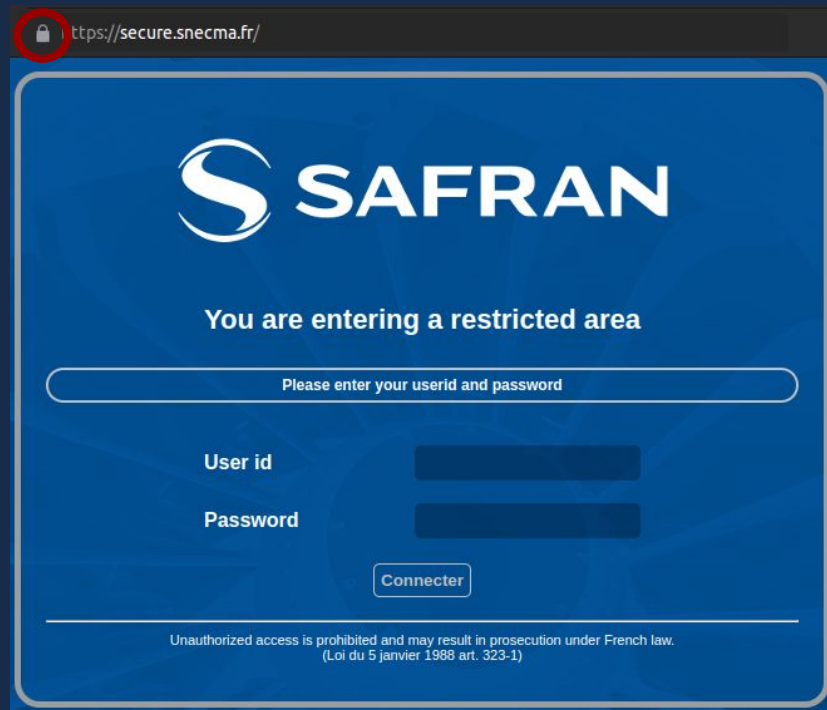 ttps://secure.snecma.fr/
SAFRAN
You are entering a restricted area
Please enter your userid and password
User id
Password
Connecter
Unauthorized access is prohibited and may result in prosecution under French law.
(Loi du 5 janvier 1988 art. 323-1)